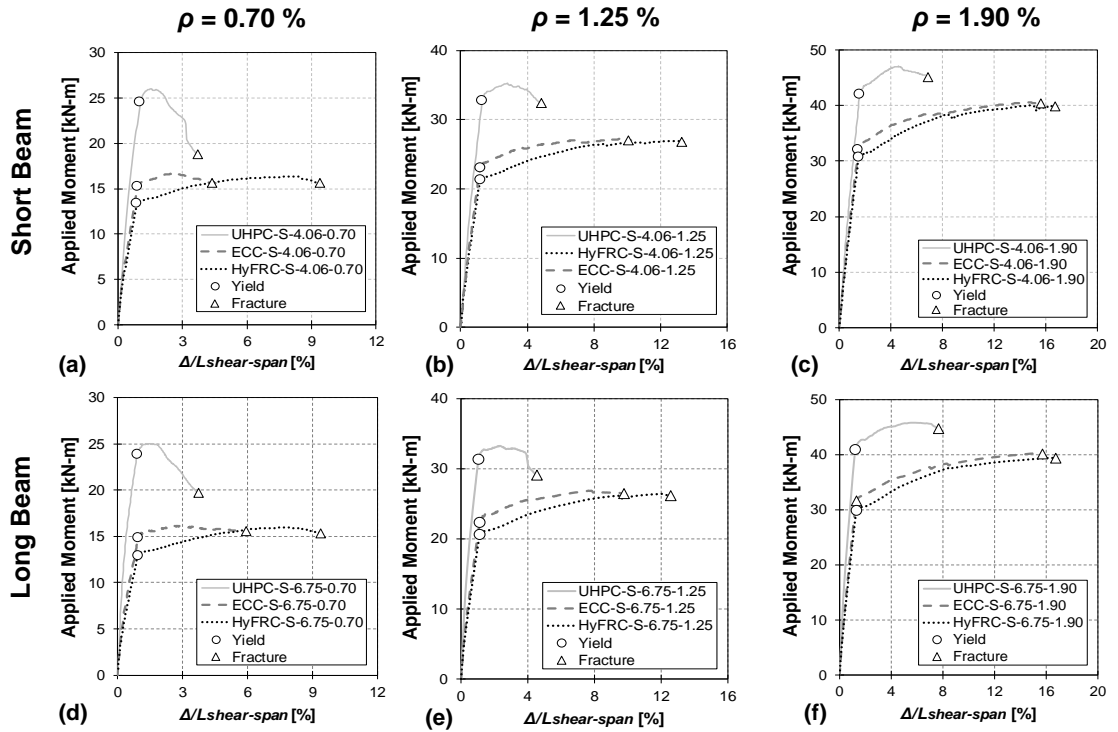 ρ = 0.70 % ρ = 1.25 % ρ = 1.90 %
Short Beam
Applied Moment [kN-m]
30
25
20
15
10
5
0
UHPC-S-4.06-0.70
ECC-S-4.06-0.70
HyFRC-S-4.06-0.70
Yield
Fracture
0 3 6 9 12
(a) Δ/Lshear-span [%]
Applied Moment [kN-m]
40
30
20
10
0
UHPC-S-4.06-1.25
HyFRC-S-4.06-1.25
ECC-S-4.06-1.25
Yield
Fracture
0 4 8 12 16
(b) Δ/Lshear-span [%]
Applied Moment [kN-m]
50
40
30
20
10
0
UHPC-S-4.06-1.90
ECC-S-4.06-1.90
HyFRC-S-4.06-1.90
Yield
Fracture
0 4 8 12 16 20
(c) Δ/Lshear-span [%]
Long Beam
Applied Moment [kN-m]
30
25
20
15
10
5
0
UHPC-S-6.75-0.70
ECC-S-6.75-0.70
HyFRC-S-6.75-0.70
Yield
Fracture
0 3 6 9 12
(d) Δ/Lshear-span [%]
Applied Moment [kN-m]
40
30
20
10
0
UHPC-S-6.75-1.25
ECC-S-6.75-1.25
HyFRC-S-6.75-1.25
Yield
Fracture
0 4 8 12 16
(e) Δ/Lshear-span [%]
Applied Moment [kN-m]
50
40
30
20
10
0
UHPC-S-6.75-1.90
ECC-S-6.75-1.90
HyFRC-S-6.75-1.90
Yield
Fracture
0 4 8 12 16 20
(f) Δ/Lshear-span [%]